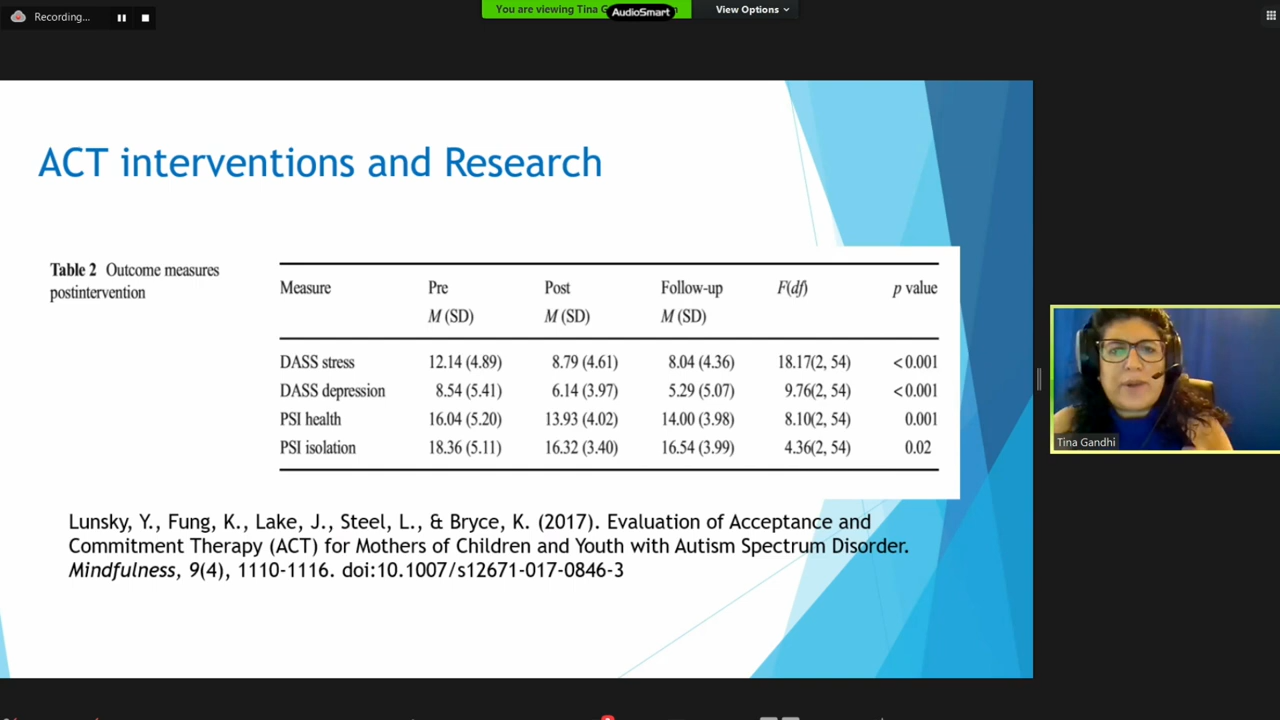 Recording...
You are viewing Tina G
AudioSmart
View Options
ACT interventions and Research
Table 2 Outcome measures
postintervention
Measure Pre Post Follow-up F(df) p value
M (SD) M (SD) M (SD)
DASS stress 12.14 (4.89) 8.79 (4.61) 8.04 (4.36) 18.17(2, 54) <0.001
DASS depression 8.54 (5.41) 6.14 (3.97) 5.29 (5.07) 9.76(2, 54) <0.001
PSI health 16.04 (5.20) 13.93 (4.02) 14.00 (3.98) 8.10(2, 54) 0.001
PSI isolation 18.36 (5.11) 16.32 (3.40) 16.54 (3.99) 4.36(2, 54) 0.02
Lunsky, Y., Fung, K., Lake, J., Steel, L., & Bryce, K. (2017). Evaluation of Acceptance and
Commitment Therapy (ACT) for Mothers of Children and Youth with Autism Spectrum Disorder.
Mindfulness, 9(4), 1110-1116. doi:10.1007/s12671-017-0846-3
Tina Gandhi